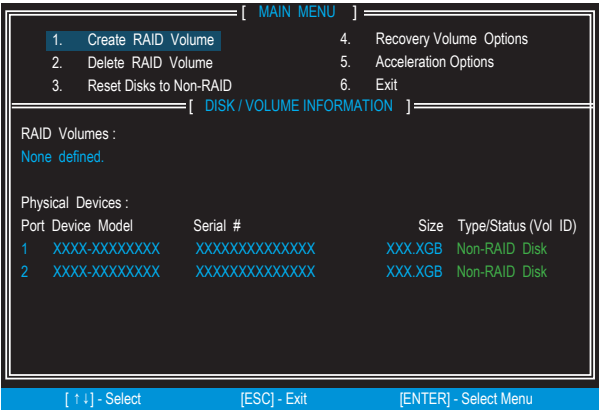 [ MAIN MENU ]
1. Create RAID Volume 4. Recovery Volume Options
2. Delete RAID Volume 5. Acceleration Options
3. Reset Disks to Non-RAID 6. Exit
[ DISK / VOLUME INFORMATION ]
RAID Volumes :
None defined.
Physical Devices :
Port Device Model Serial # Size Type/Status (Vol ID)
1 XXXX-XXXXXXXX XXXXXXXXXXXXXX XXX.XGB Non-RAID Disk
2 XXXX-XXXXXXXX XXXXXXXXXXXXXX XXX.XGB Non-RAID Disk
[ ↑↓] - Select [ESC] - Exit [ENTER] - Select Menu